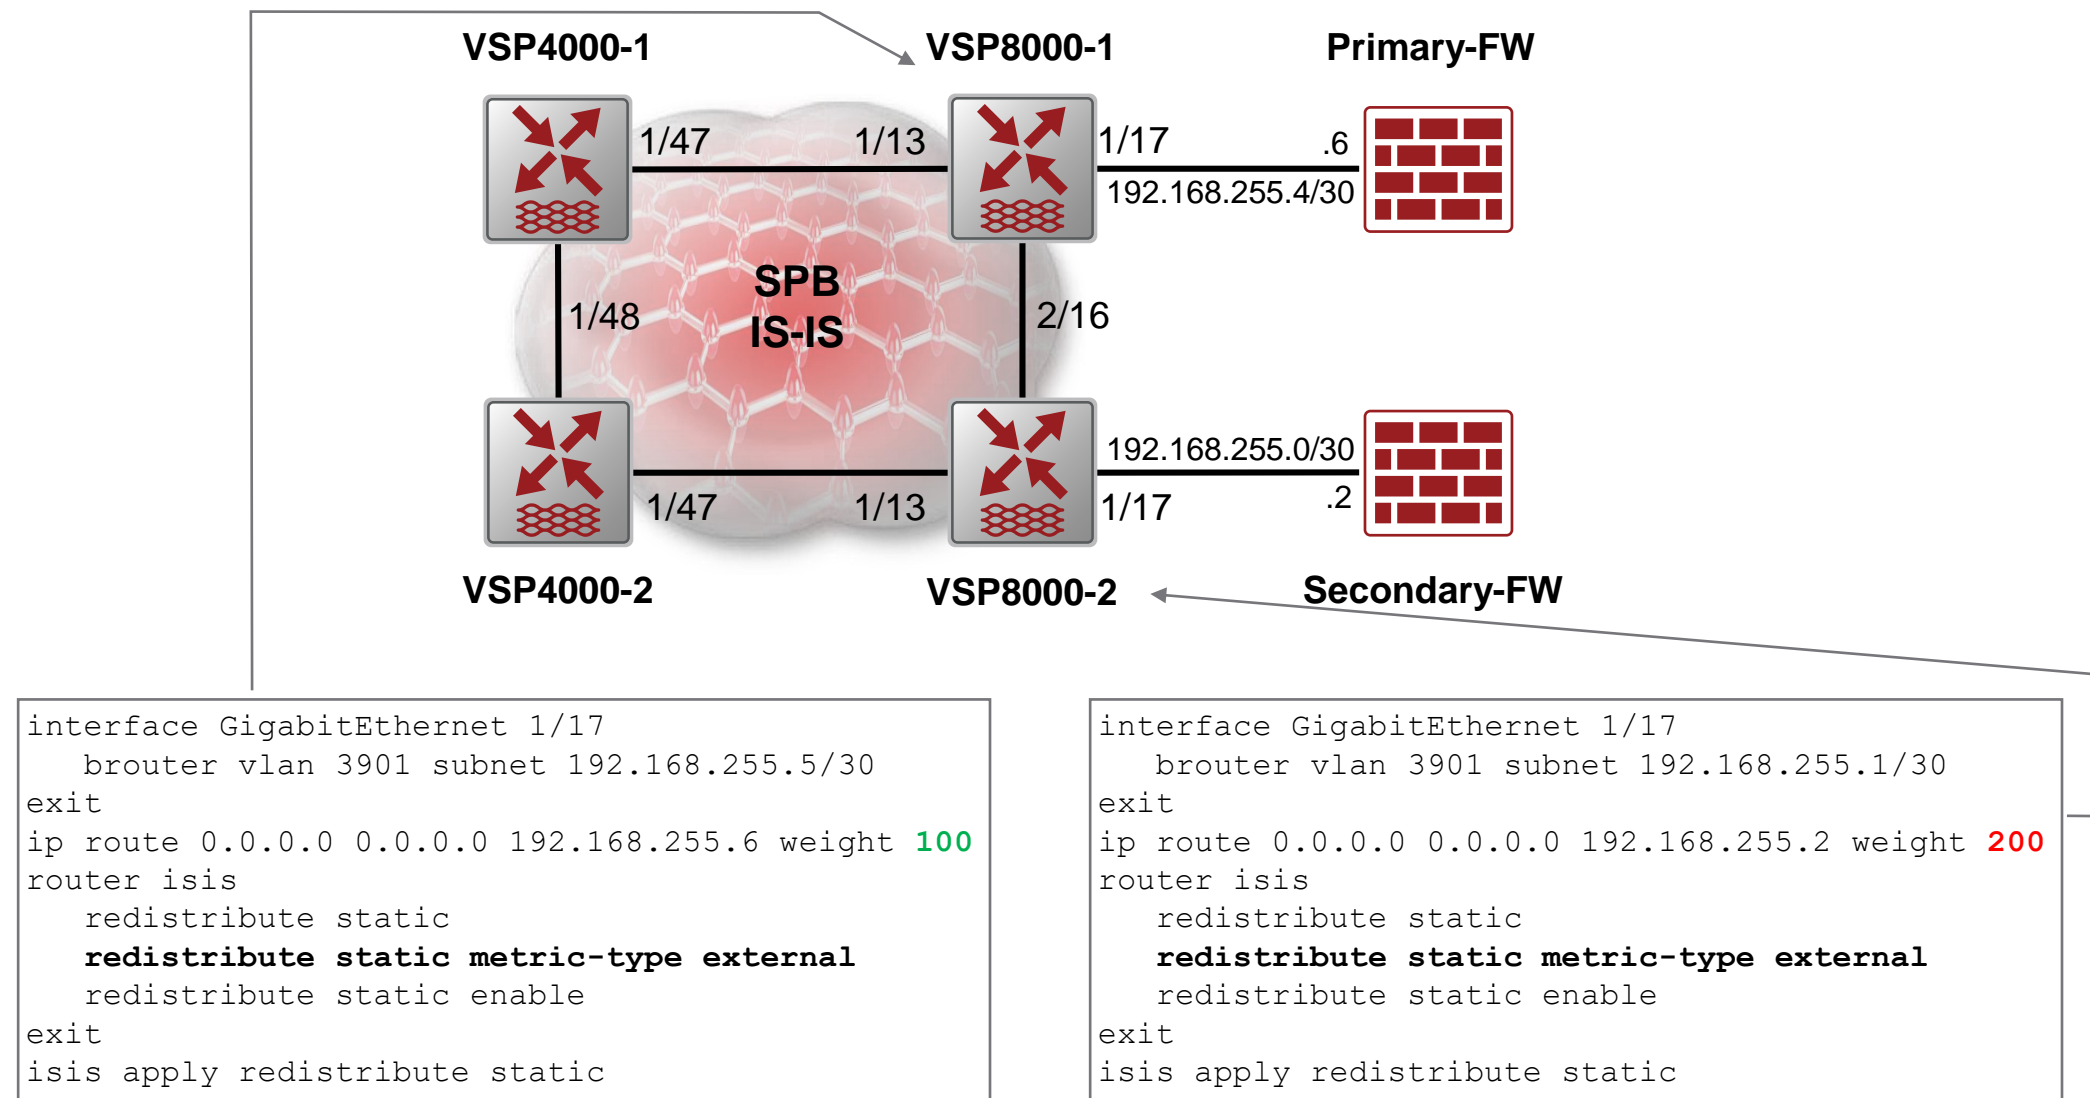 VSP4000-1
VSP8000-1
Primary-FW
1/47
1/13
1/17
.6
192.168.255.4/30
SPB
IS-IS
1/48
2/16
192.168.255.0/30
1/47
1/13
1/17
.2
VSP4000-2
VSP8000-2
Secondary-FW
interface GigabitEthernet 1/17
brouter vlan 3901 subnet 192.168.255.5/30
exit
ip route 0.0.0.0 0.0.0.0 192.168.255.6 weight 100
router isis
redistribute static
redistribute static metric-type external
redistribute static enable
exit
isis apply redistribute static
interface GigabitEthernet 1/17
brouter vlan 3901 subnet 192.168.255.1/30
exit
ip route 0.0.0.0 0.0.0.0 192.168.255.2 weight 200
router isis
redistribute static
redistribute static metric-type external
redistribute static enable
exit
isis apply redistribute static